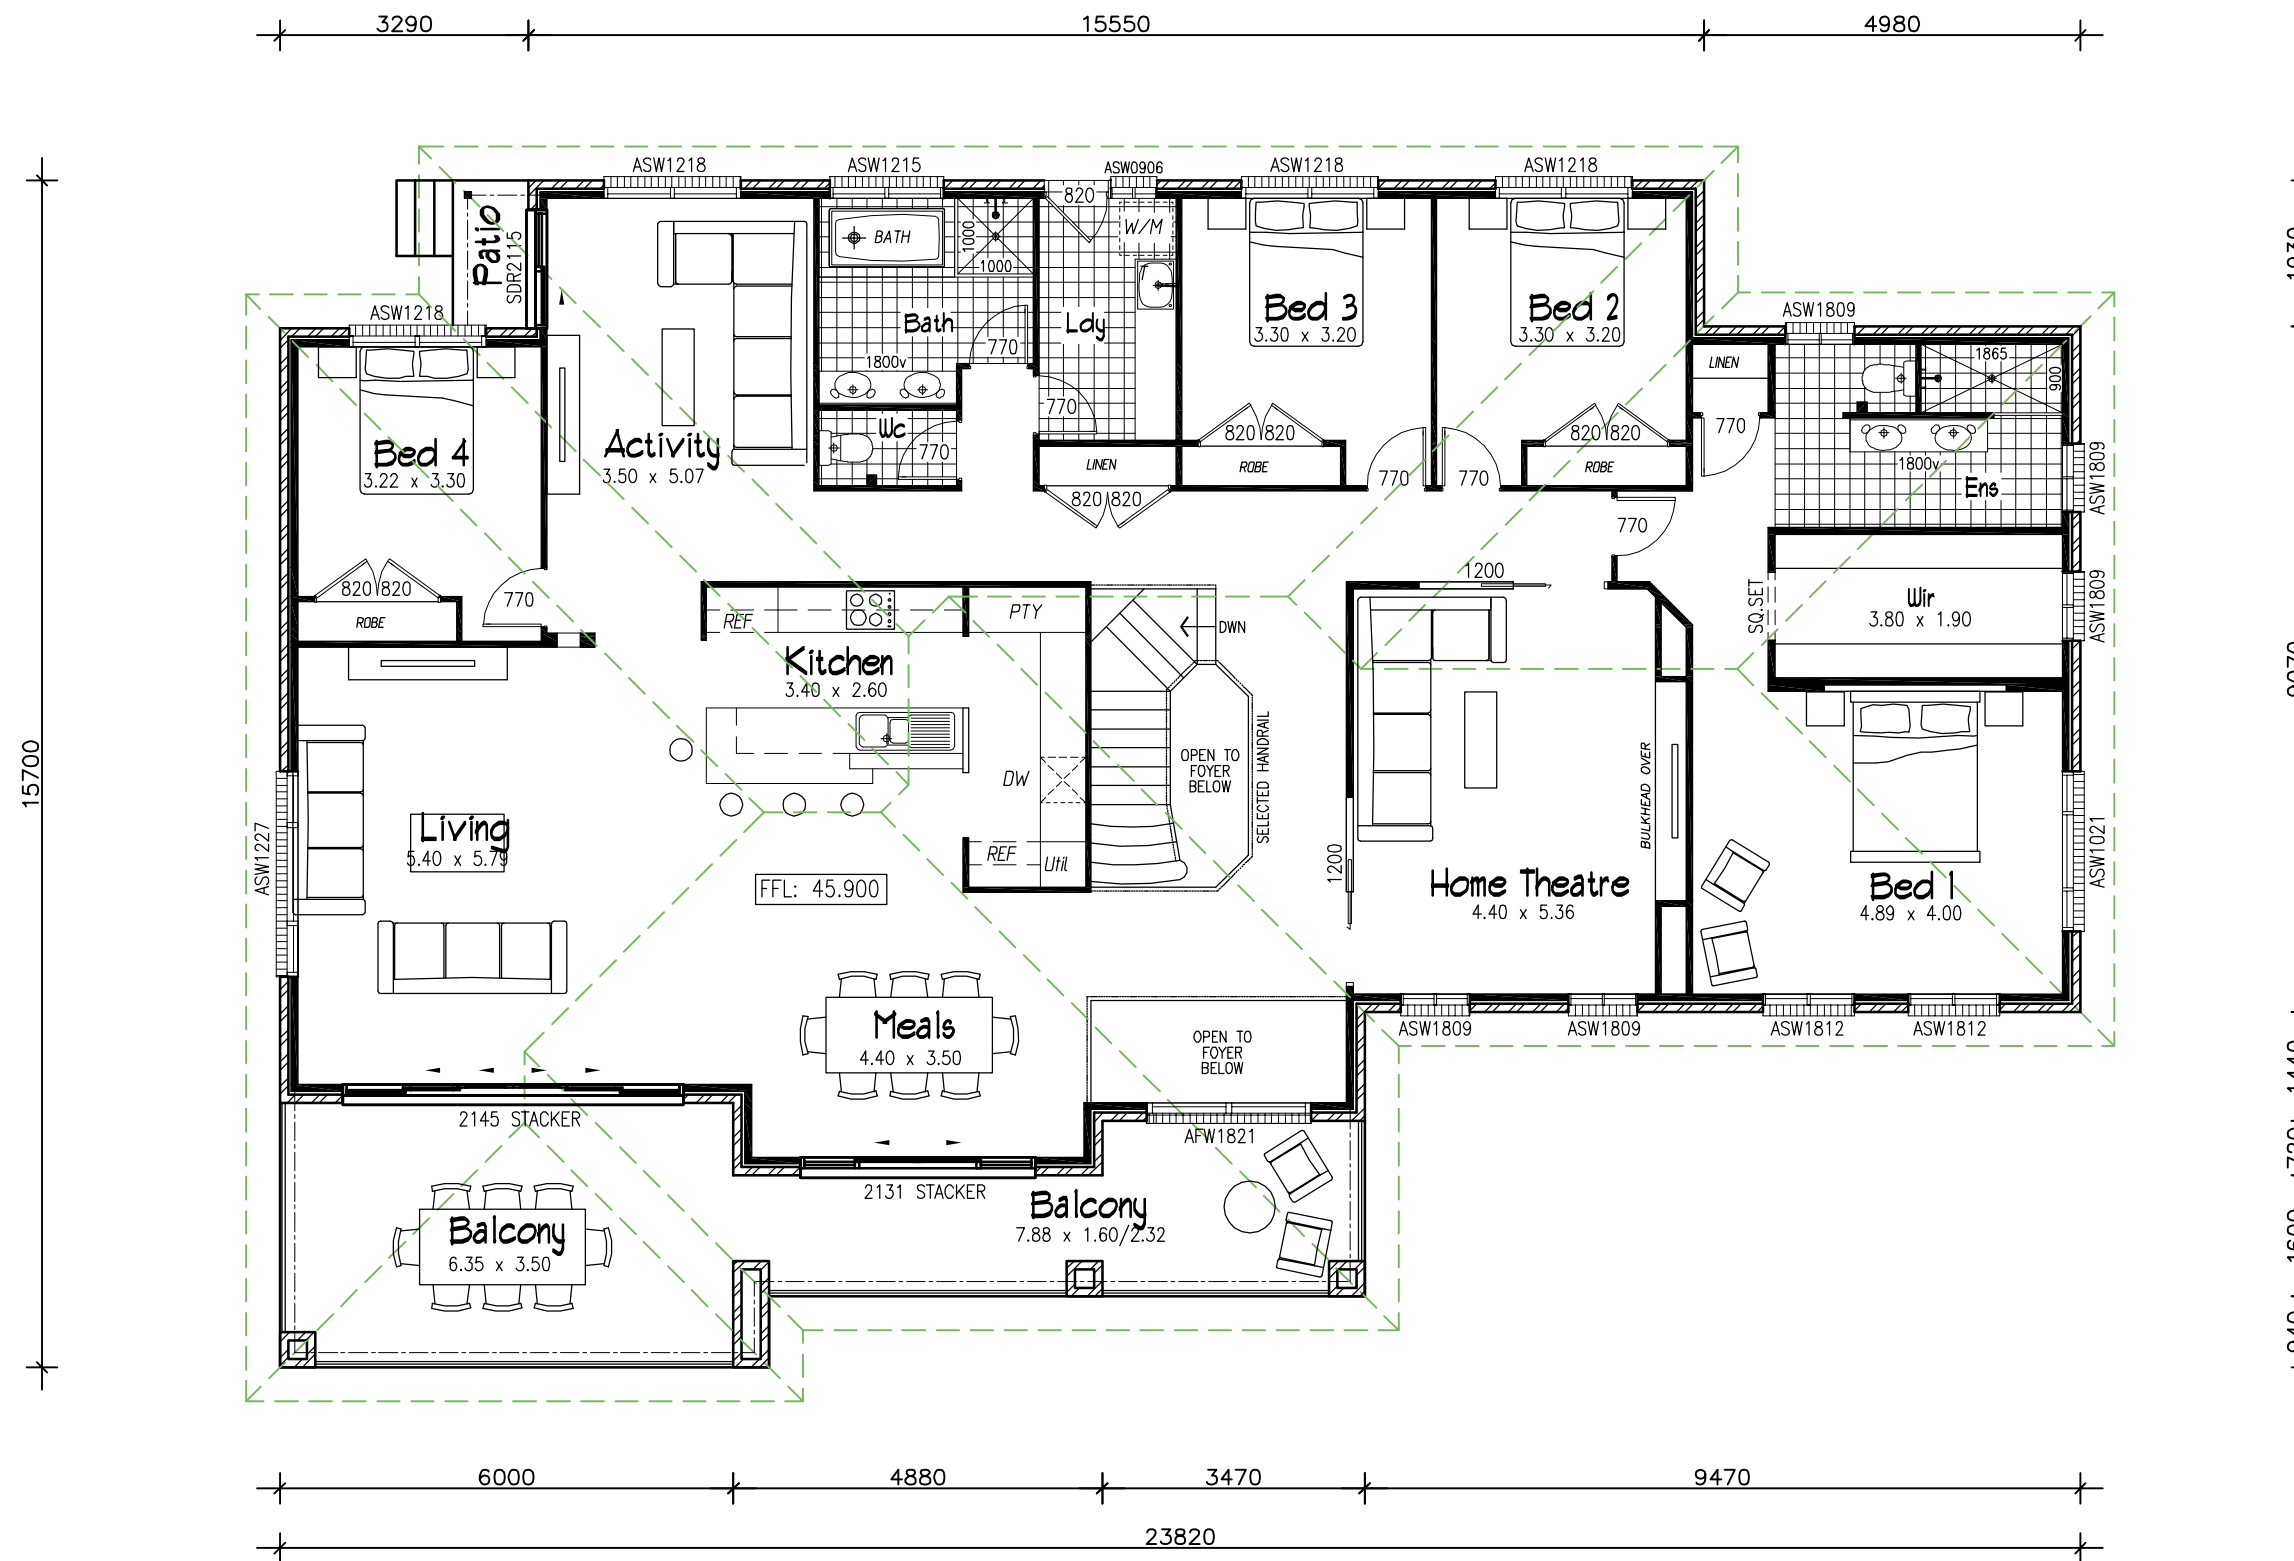 3290
15550
4980
ASW1218
ASW1215
ASW0906
ASW1218
ASW1218
820
W/M
BATH
1000
1000
Patio
SDR2115
ASW1218
ASW1809
Bath
770
1800v
Ldy
770
Bed 3
3.30 x 3.20
Bed 2
3.30 x 3.20
LINEN
1865
900
770
Bed 4
3.22 x 3.30
Activity
3.50 x 5.07
Wc
770
LINEN
820 820
820 820
ROBE
770
770
820 820
ROBE
1800v
Ens
ASW1809
770
820 820
ROBE
770
1200
REF
PTY
Kitchen
3.40 x 2.60
DWN
SQ.SET
Wir
3.80 x 1.90
ASW1809
15700
OPEN TO
FOYER
BELOW
SELECTED HANDRAIL
DW
REF
Util
BULKHEAD OVER
ASW1227
Living
5.40 x 5.79
FFL: 45.900
1200
Home Theatre
4.40 x 5.36
Bed 1
4.89 x 4.00
ASW1021
Meals
4.40 x 3.50
OPEN TO
FOYER
BELOW
ASW1809
ASW1809
ASW1812
ASW1812
2145 STACKER
AFW1821
2131 STACKER
Balcony
7.88 x 1.60/2.32
Balcony
6.35 x 3.50
6000
4880
3470
9470
23820